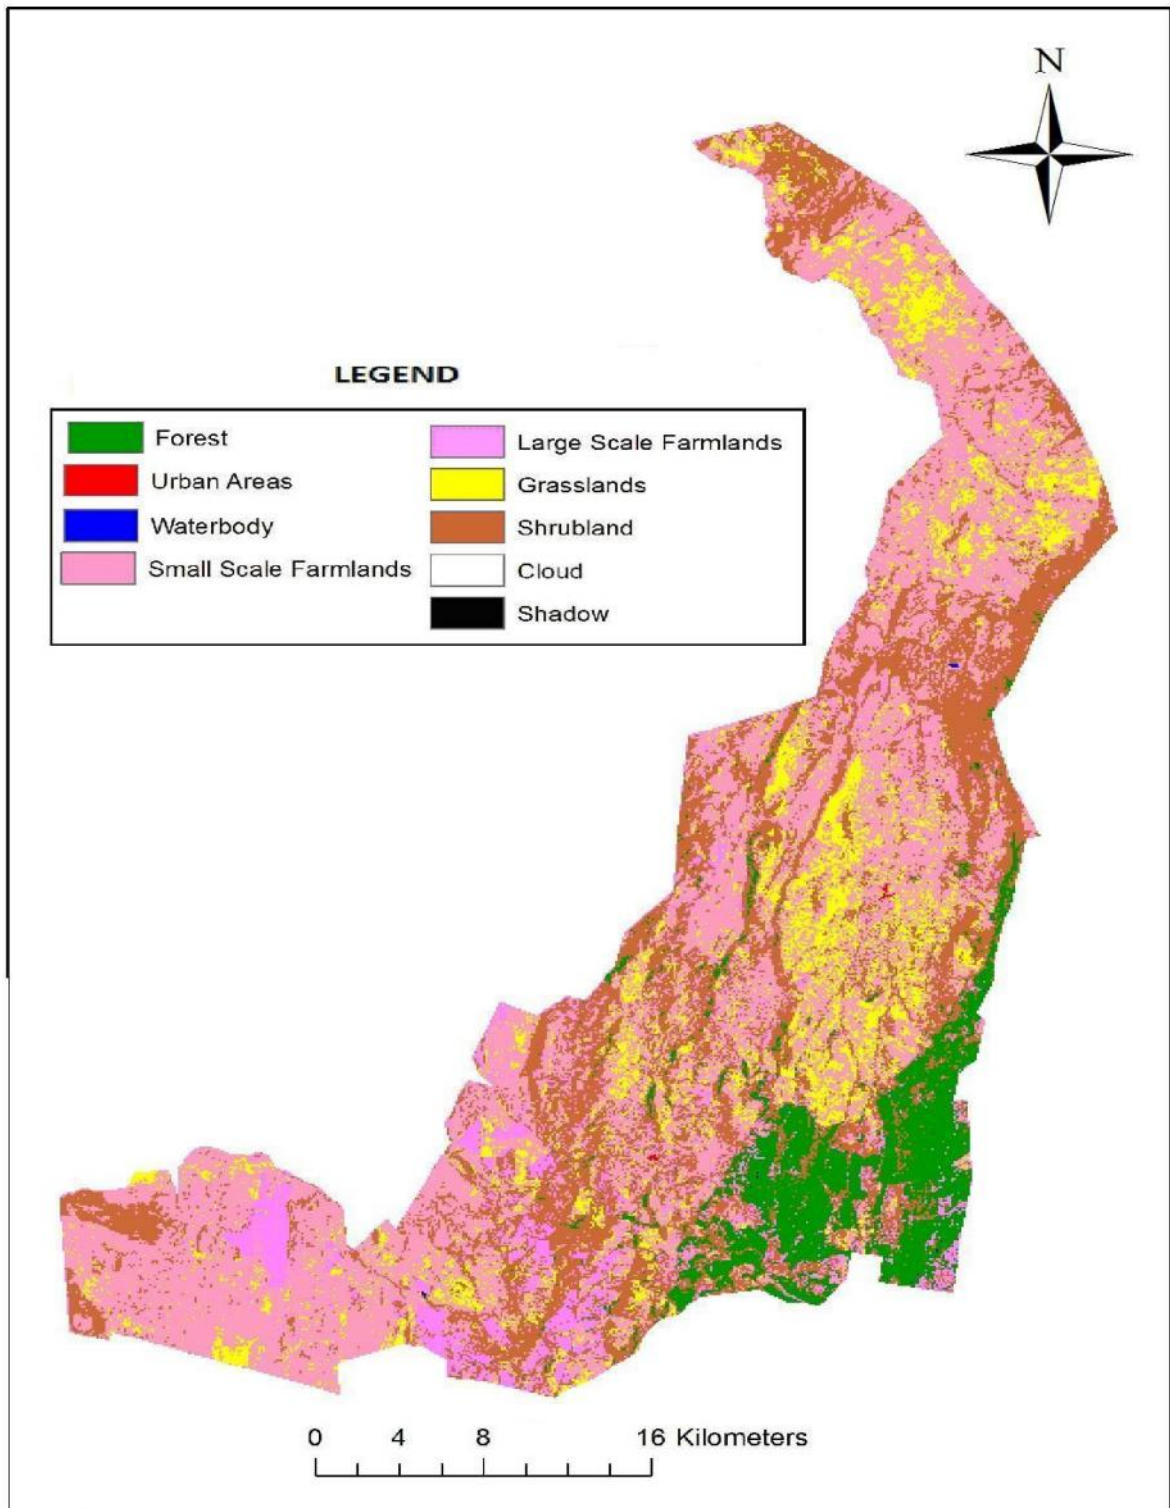 N
LEGEND
Forest
Urban Areas
Waterbody
Small Scale Farmlands
Large Scale Farmlands
Grasslands
Shrubland
Cloud
Shadow
0 4 8 16 Kilometers